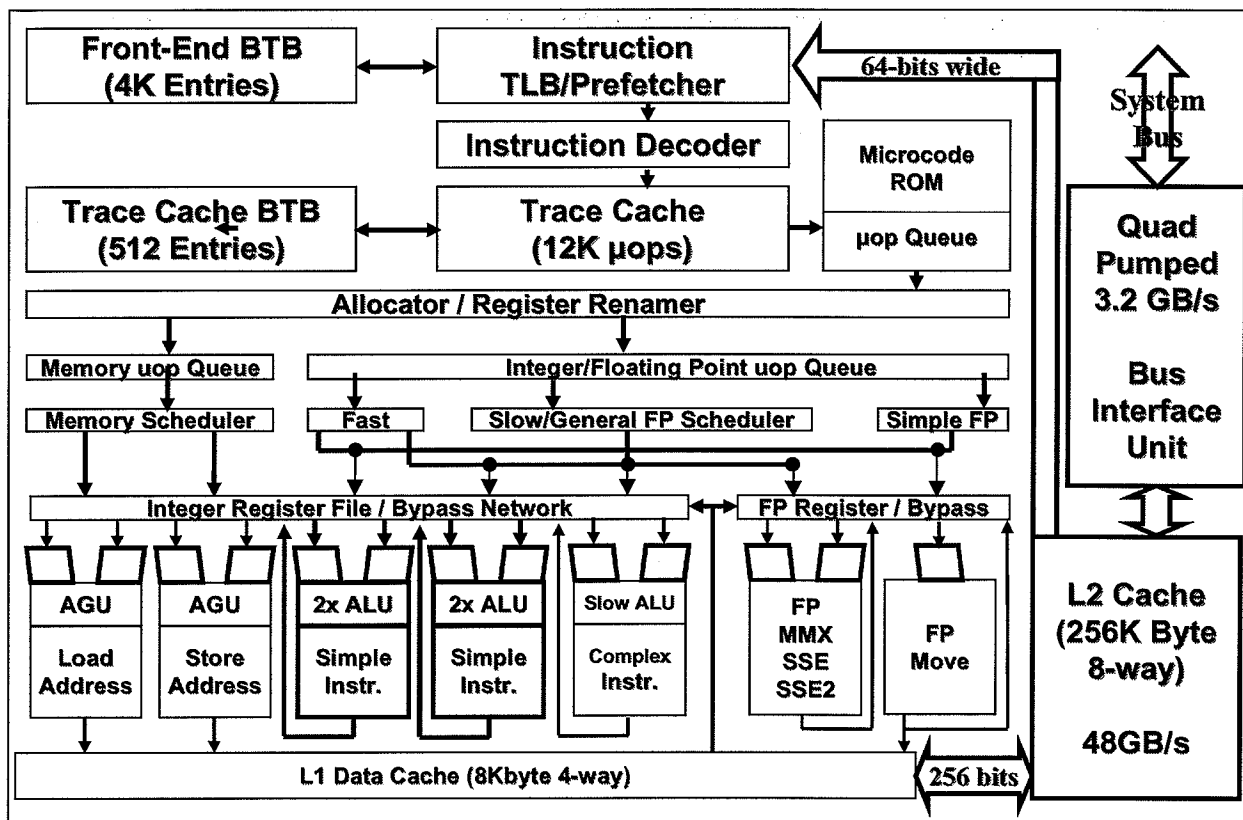 Front-End BTB
(4K Entries)
Instruction
TLB/Prefetcher
64-bits wide
System
Bus
Instruction Decoder
Microcode
ROM
Trace Cache BTB
(512 Entries)
Trace Cache
(12K µops)
µop Queue
Quad
Pumped
3.2 GB/s
Bus
Interface
Unit
Allocator / Register Renamer
Memory uop Queue
Integer/Floating Point uop Queue
Memory Scheduler
Fast
Slow/General FP Scheduler
Simple FP
Integer Register File / Bypass Network
FP Register / Bypass
AGU
Load
Address
AGU
Store
Address
2x ALU
Simple
Instr.
2x ALU
Simple
Instr.
Slow ALU
Complex
Instr.
FP
MMX
SSE
SSE2
FP
Move
L2 Cache
(256K Byte
8-way)
48GB/s
L1 Data Cache (8Kbyte 4-way)
256 bits